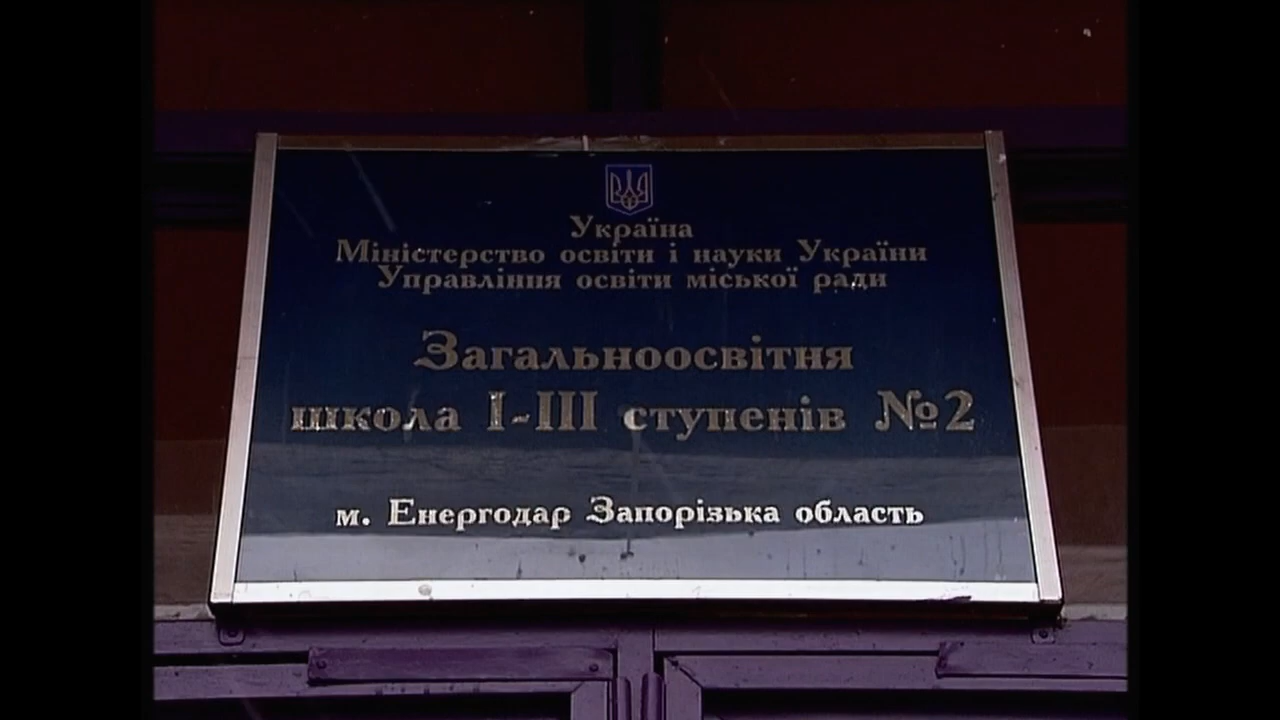 Україна
Міністерство освіти і науки України
Управління освіти міської ради
Загальноосвітня
школа I-III ступенів №2
м. Енергодар Запорізька область